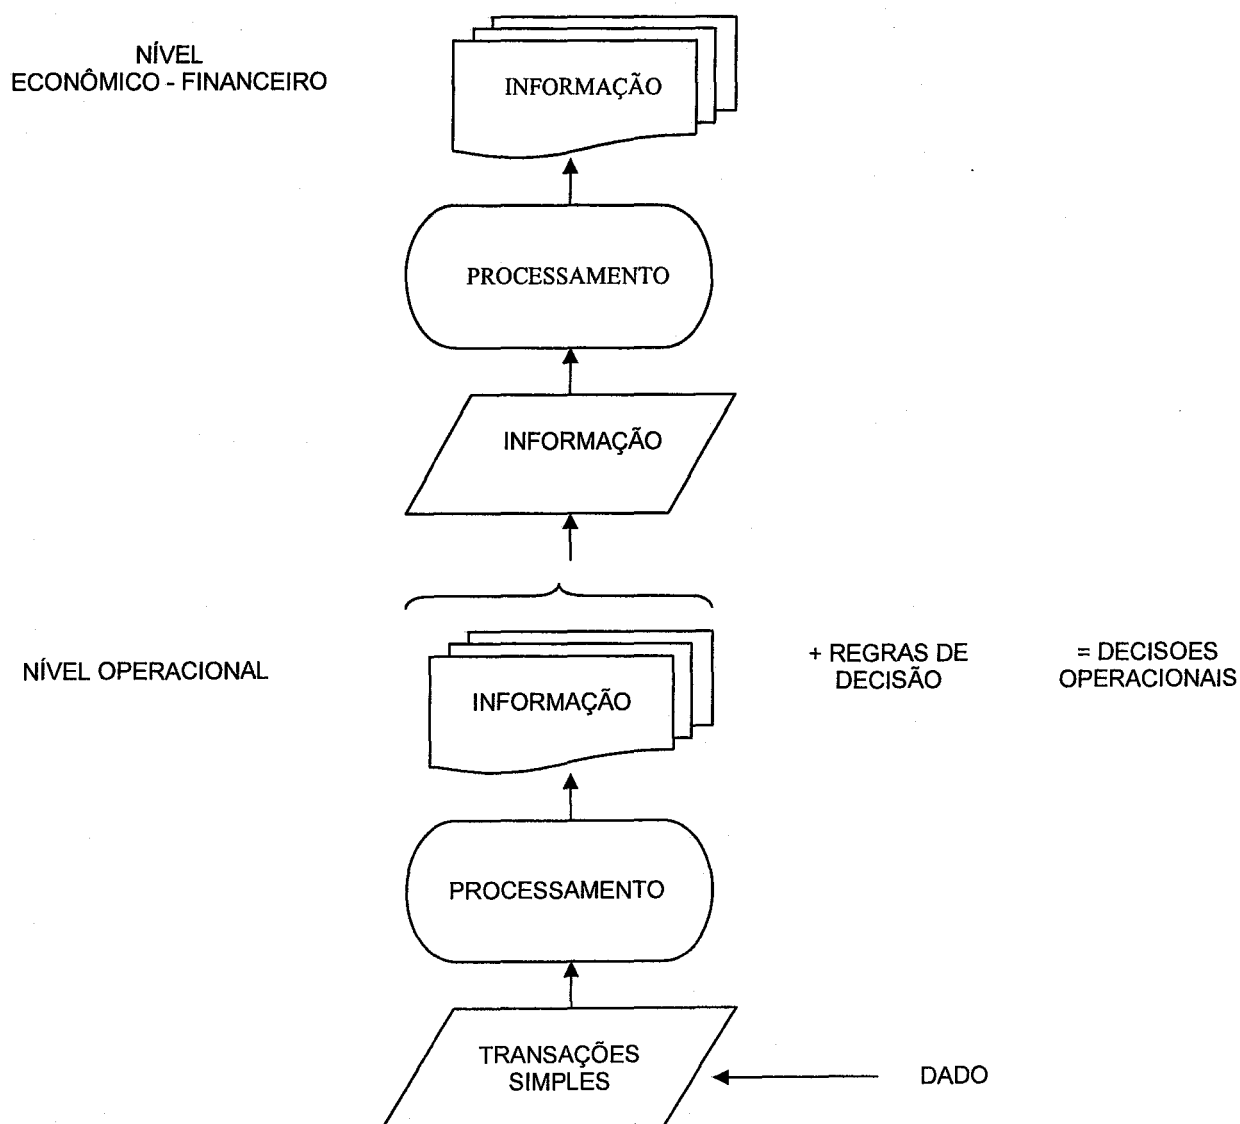 NÍVEL
ECONÔMICO - FINANCEIRO
INFORMAÇÃO
PROCESSAMENTO
INFORMAÇÃO
NÍVEL OPERACIONAL
INFORMAÇÃO
+ REGRAS DE
DECISÃO
= DECISOES
OPERACIONAIS
PROCESSAMENTO
TRANSAÇÕES
SIMPLES
DADO